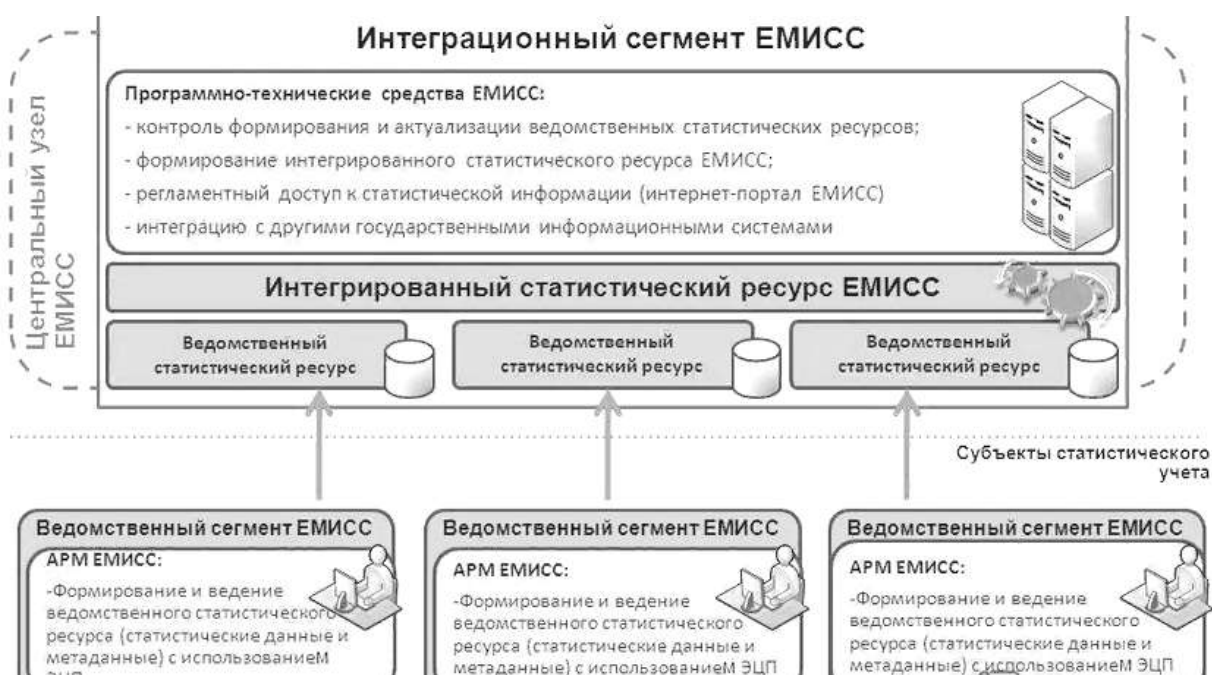 Интеграционный сегмент ЕМИСС
Центральный узел
ЕМИСС
Программно-технические средства ЕМИСС:
- контроль формирования и актуализации ведомственных статистических ресурсов;
- формирование интегрированного статистического ресурса ЕМИСС;
- регламентный доступ к статистической информации (интернет-портал ЕМИСС)
- интеграцию с другими государственными информационными системами
Интегрированный статистический ресурс ЕМИСС
Ведомственный
статистический ресурс
Ведомственный
статистический ресурс
Ведомственный
статистический ресурс
Субъекты статистического
учета
Ведомственный сегмент ЕМИСС
АРМ ЕМИСС:
-Формирование и ведение
ведомственного статистического
ресурса (статистические данные и
метаданные) с использованиеМ
Ведомственный сегмент ЕМИСС
АРМ ЕМИСС:
-Формирование и ведение
ведомственного статистического
ресурса (статистические данные и
метаданные) с использованиеМ ЭЦП
Ведомственный сегмент ЕМИСС
АРМ ЕМИСС:
-Формирование и ведение
ведомственного статистического
ресурса (статистические данные и
метаданные) с использованиеМ ЭЦП